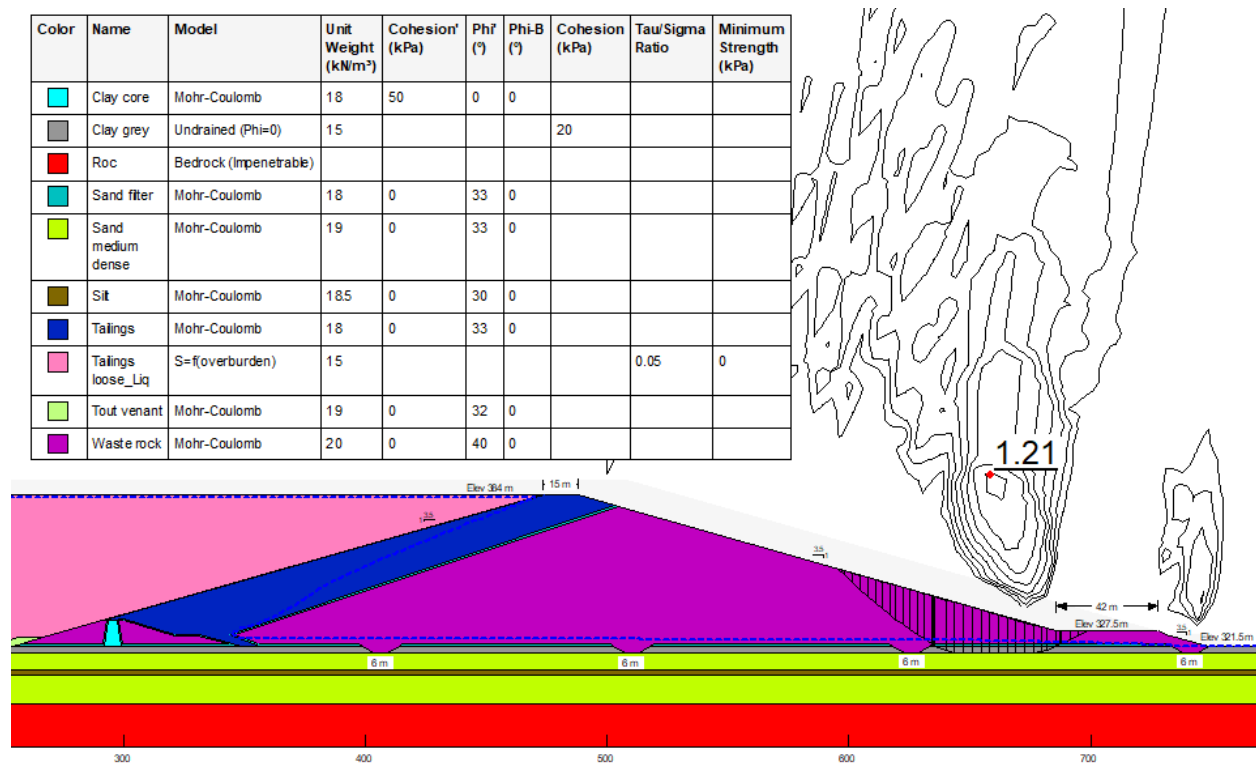 Color Name Model Unit Weight (kN/m³) Cohesion' (kPa) Phi' (°) Phi-B (°) Cohesion (kPa) Tau/Sigma Ratio Minimum Strength (kPa)
Clay core Mohr-Coulomb 18 50 0 0
Clay grey Undrained (Phi=0) 15 20
Roc Bedrock (Impenetrable)
Sand filter Mohr-Coulomb 18 0 33 0
Sand medium dense Mohr-Coulomb 19 0 33 0
Silt Mohr-Coulomb 18.5 0 30 0
Tailings Mohr-Coulomb 18 0 33 0
Tailings loose_Liq S=f(overburden) 15 0.05 0
Tout venant Mohr-Coulomb 19 0 32 0
Waste rock Mohr-Coulomb 20 0 40 0
1.21
Elev 384 m
15 m
3.5
1
3.5
1
42 m
Elev 327.5m
3.5
1
Elev 321.5m
6 m
6 m
6 m
6 m
300
400
500
600
700